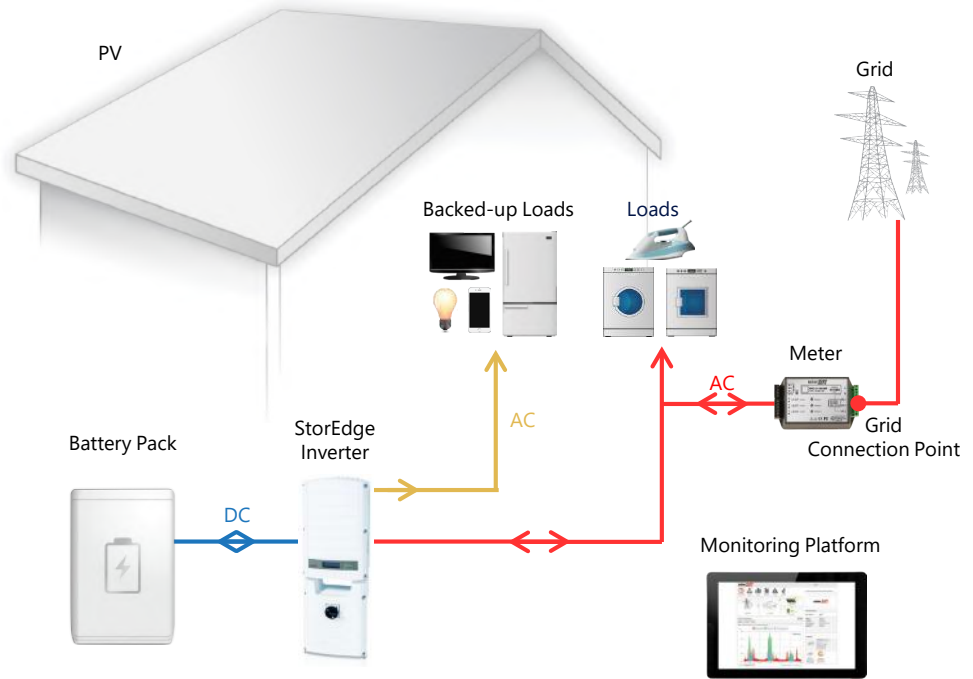 PV
Grid
Backed-up Loads
Loads
Meter
AC
AC
Grid
Connection Point
StorEdge
Inverter
Battery Pack
DC
Monitoring Platform